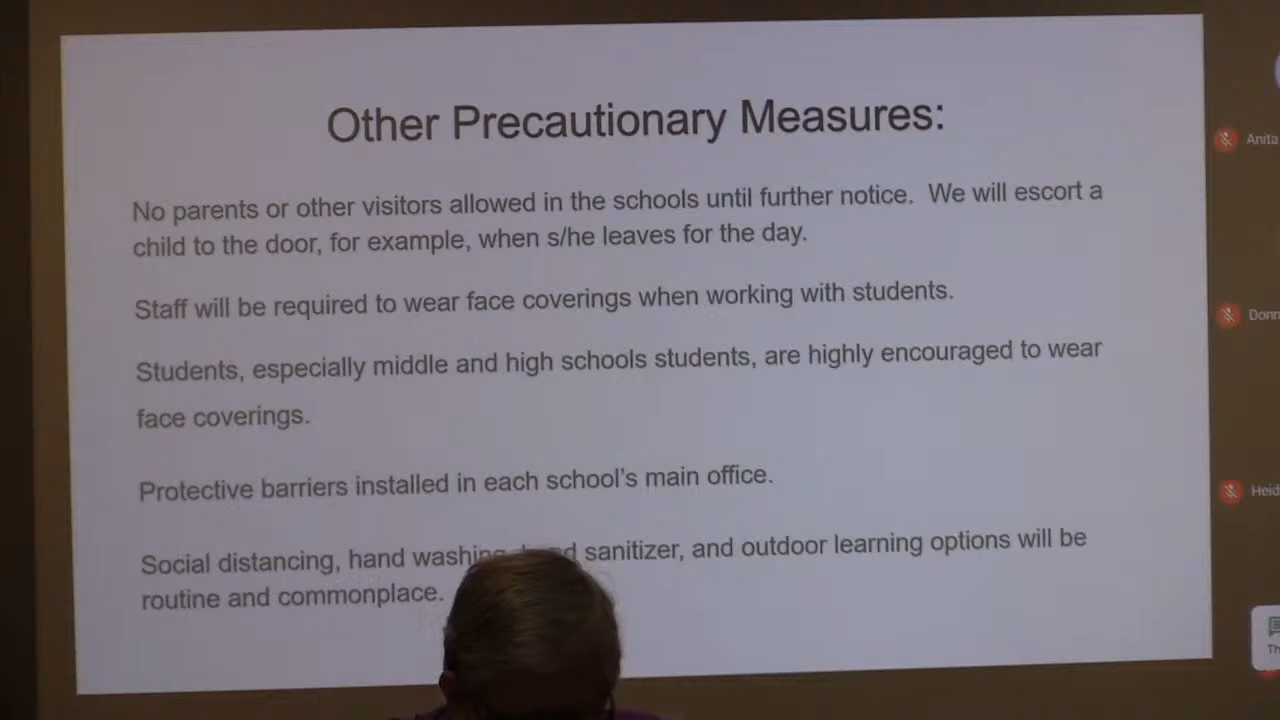 Other Precautionary Measures:
No parents or other visitors allowed in the schools until further notice. We will escort a
child to the door, for example, when s/he leaves for the day.
Staff will be required to wear face coverings when working with students.
Students, especially middle and high schools students, are highly encouraged to wear
face coverings.
Protective barriers installed in each school's main office.
Social distancing, hand washing, sanitizer, and outdoor learning options will be
routine and commonplace.
Anita
Donn
Heid
Th